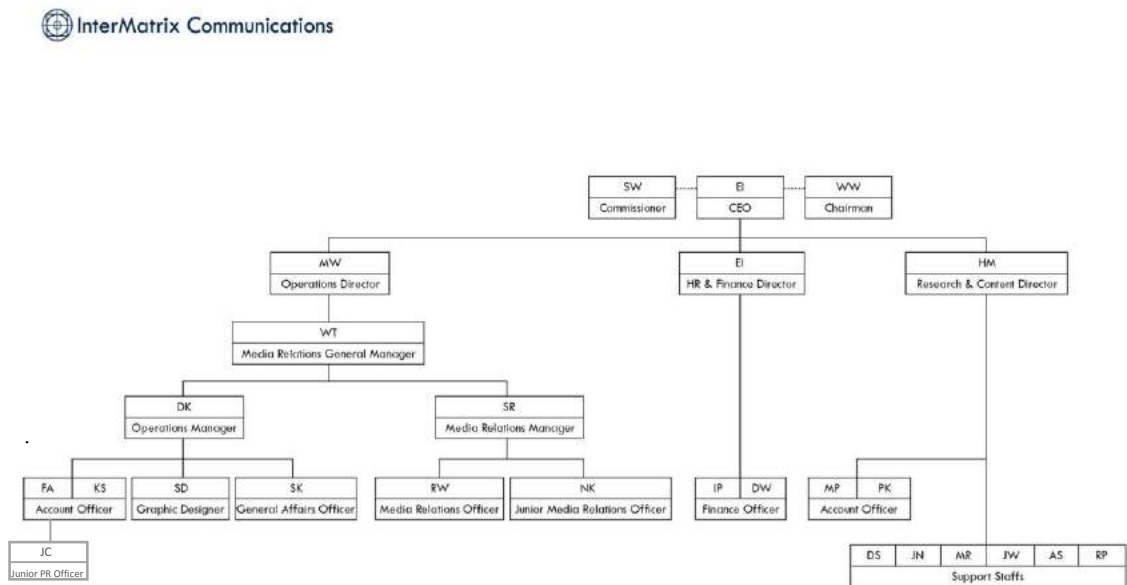 InterMatrix Communications
SW EI WW
Commissioner CEO Chairman
MW EI HM
Operations Director HR & Finance Director Research & Content Director
WT
Media Relations General Manager
DK SR
Operations Manager Media Relations Manager
FA KS SD SK RW NK IP DW MP PK
Account Officer Graphic Designer General Affairs Officer Media Relations Officer Junior Media Relations Officer Finance Officer Account Officer
JC
Junior PR Officer
DS JN MR JW AS RP
Support Staffs